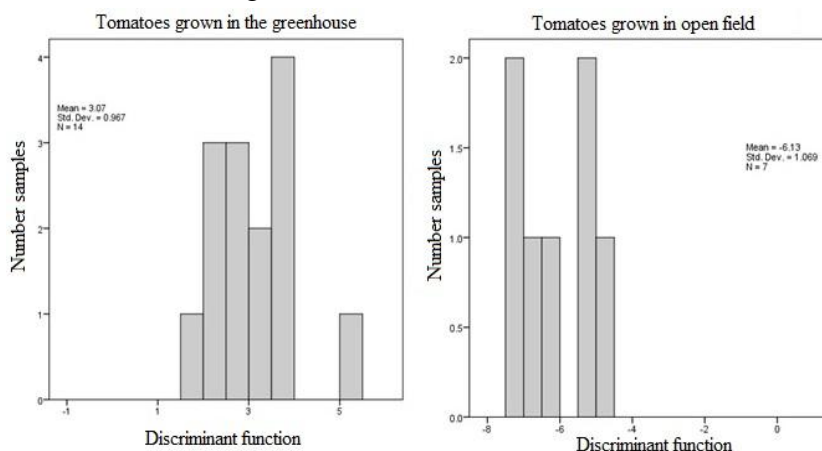 Tomatoes grown in the greenhouse
4
3
2
1
0
Mean = 3.07
Std. Dev. = 0.967
N = 14
Number samples
-1
1
3
5
Discriminant function
Tomatoes grown in open field
2.0
1.5
1.0
0.5
0.0
Mean = -6.13
Std. Dev. = 1.069
N = 7
Number samples
-8
-6
-4
-2
0
Discriminant function